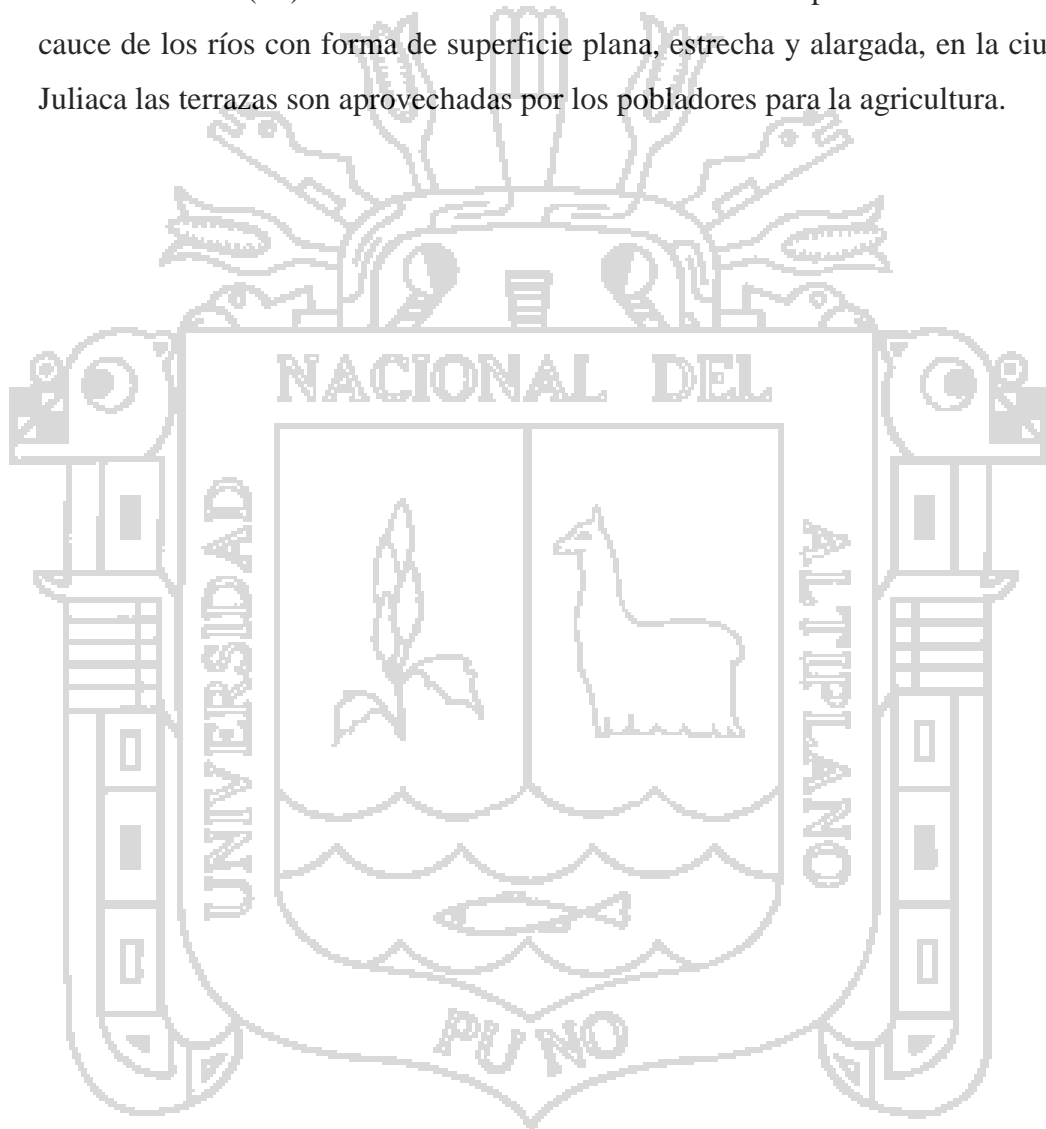 cauce de los ríos con forma de superficie plana, estrecha y alargada, en la ciu
Juliaca las terrazas son aprovechadas por los pobladores para la agricultura.
NACIONAL DEL
UNIVERSIDAD
ALTIPLANO
PUNO